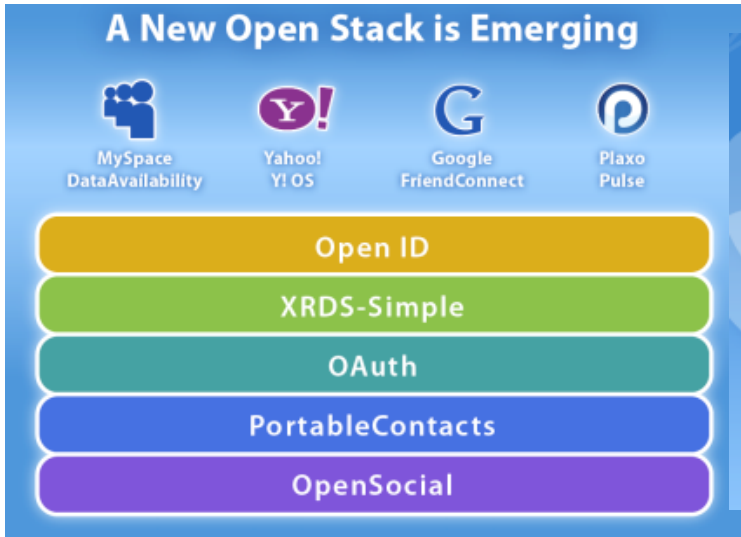 A New Open Stack is Emerging
Y!
G
P
MySpace
DataAvailability
Yahoo!
Y! OS
Google
FriendConnect
Plaxo
Pulse
Open ID
XRDS-Simple
OAuth
PortableContacts
OpenSocial